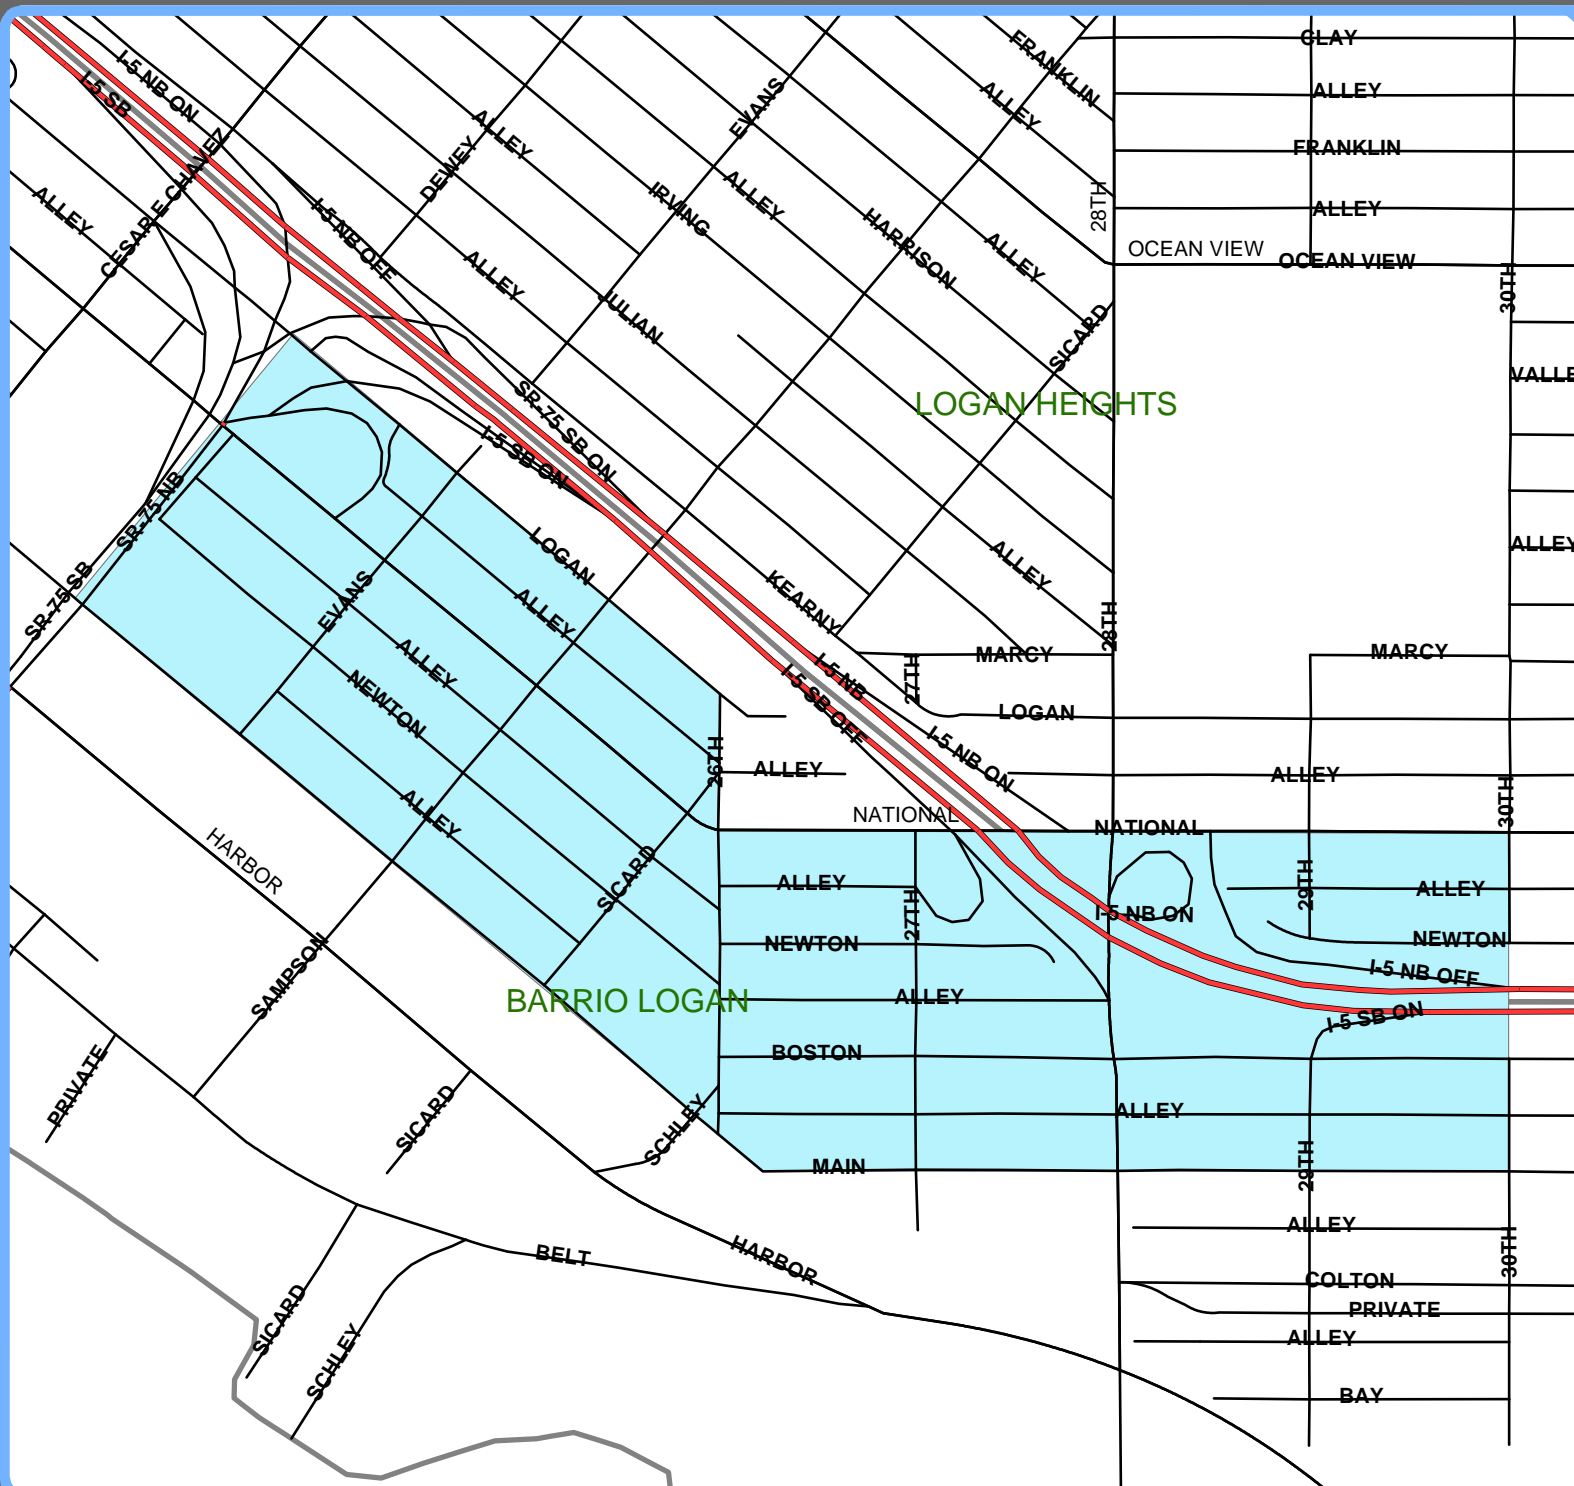 CLAY
FRANKLIN
I-5 NB ON
I-5 SB
ALLEY
ALLEY
EVANS
ALLEY
FRANKLIN
DEWEY
CESAR E CHAVEZ
ALLEY
IRVING
ALLEY
28TH
ALLEY
I-5 NB OFF
HARRISON
ALLEY
OCEAN VIEW
OCEAN VIEW
ALLEY
30TH
JULIAN
SICARD
VALLE
LOGAN HEIGHTS
SR-75 SB ON
I-5 SB ON
SR-75 NB
LOGAN
ALLEY
ALLEY
SR-75 SB
EVANS
ALLEY
KEARNY
28TH
ALLEY
MARCY
MARCY
27TH
I-5 NB
I-5 SB OFF
NEWTON
LOGAN
26TH
I-5 NB ON
ALLEY
ALLEY
30TH
ALLEY
NATIONAL
NATIONAL
HARBOR
SICARD
ALLEY
29TH
ALLEY
27TH
I-5 NB ON
NEWTON
NEWTON
SAMPSON
I-5 NB OFF
BARRIO LOGAN
ALLEY
I-5 SB ON
BOSTON
PRIVATE
SICARD
SCHLEY
ALLEY
MAIN
29TH
ALLEY
BELT
HARBOR
30TH
COLTON
PRIVATE
SICARD
SCHLEY
ALLEY
BAY